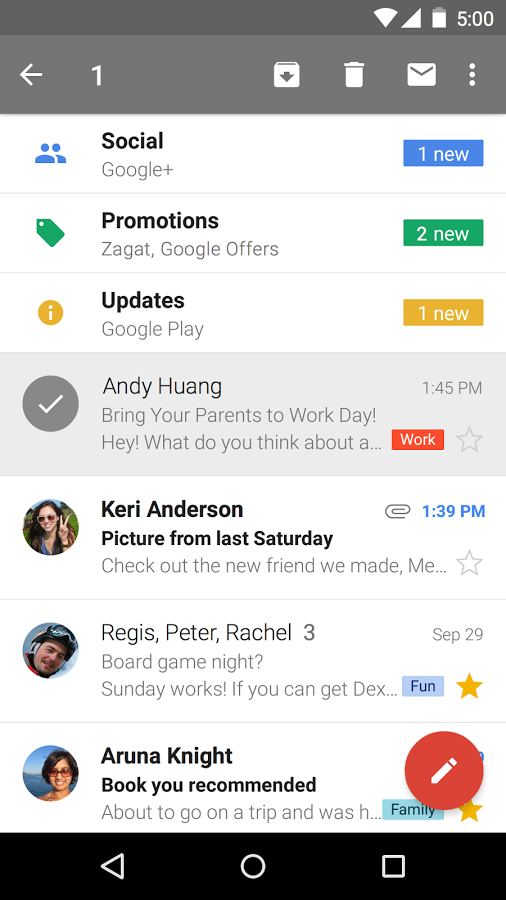 5:00
1
Social
Google+
1 new
Promotions
Zagat, Google Offers
2 new
Updates
Google Play
1 new
Andy Huang
1:45 PM
Bring Your Parents to Work Day!
Hey! What do you think about a...
Work
Keri Anderson
1:39 PM
Picture from last Saturday
Check out the new friend we made, Me...
Regis, Peter, Rachel 3
Sep 29
Board game night?
Sunday works! If you can get Dex...
Fun
Aruna Knight
Book you recommended
About to go on a trip and was h...
Family